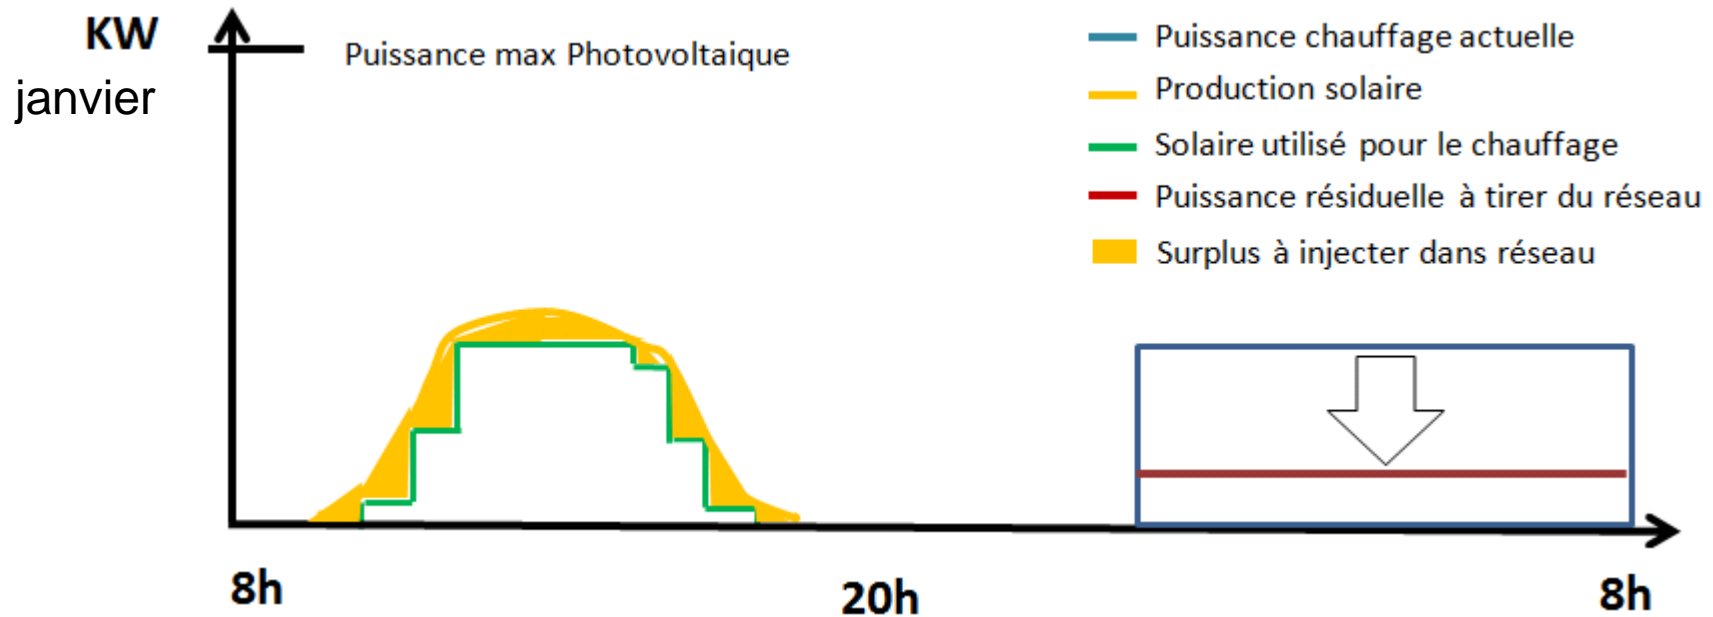 KW
janvier
Puissance max Photovoltaique
Puissance chauffage actuelle
Production solaire
Solaire utilisé pour le chauffage
Puissance résiduelle à tirer du réseau
Surplus à injecter dans réseau
8h
20h
8h